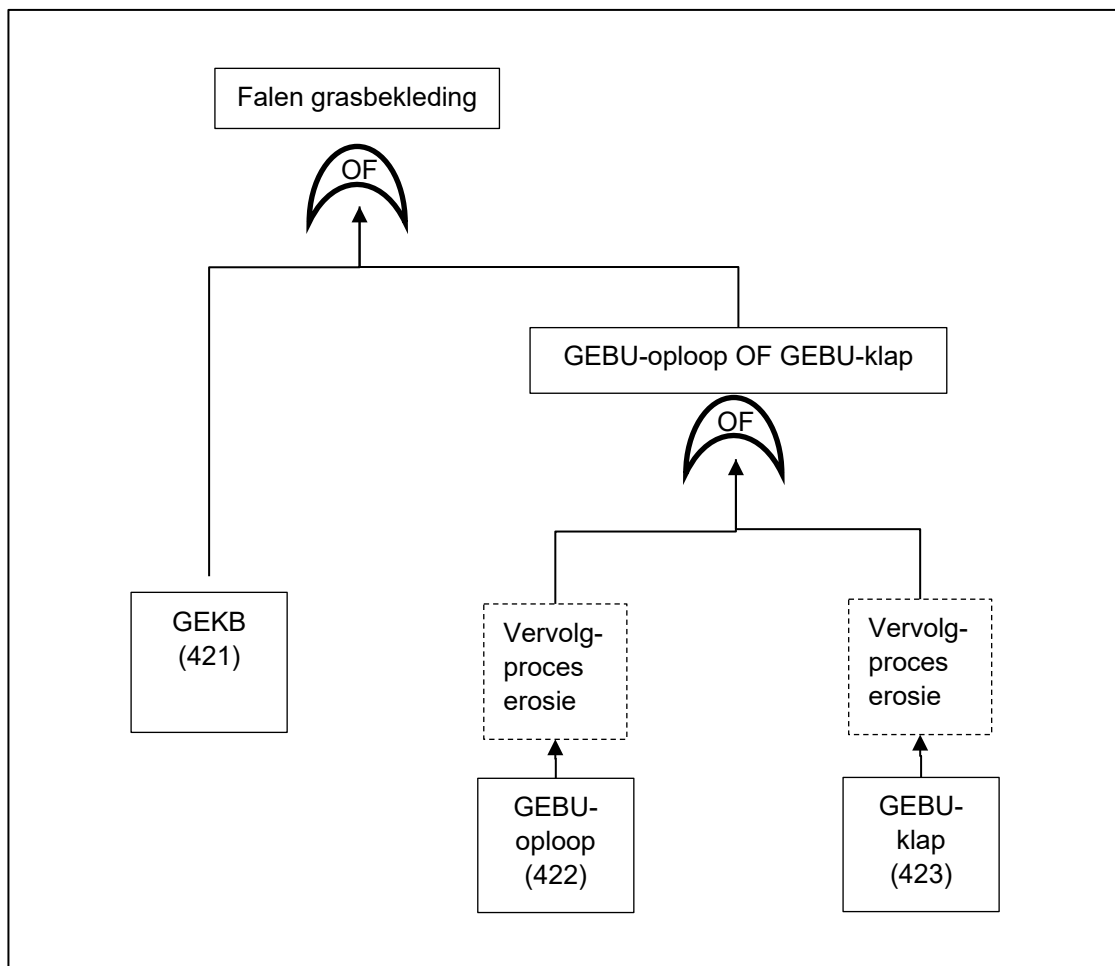 Falen grasbekleding
OF
GEBU-oploop OF GEBU-klap
OF
GEKB
(421)
Vervolg-
proces
erosie
Vervolg-
proces
erosie
GEBU-
oploop
(422)
GEBU-
klap
(423)